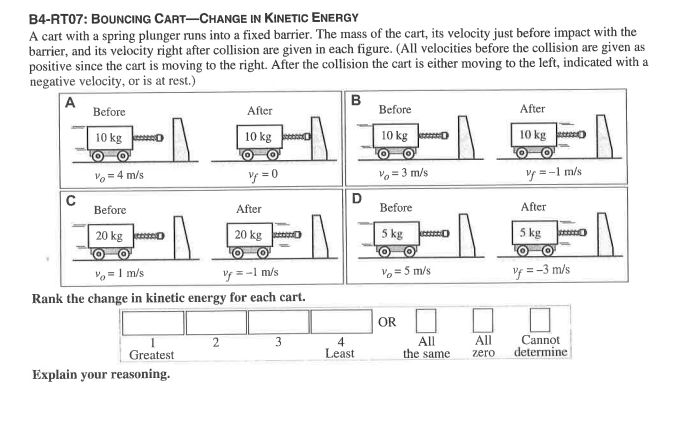 B4-RT07: BOUNCING CART—CHANGE IN KINETIC ENERGY
A cart with a spring plunger runs into a fixed barrier. The mass of the cart, its velocity just before impact with the
barrier, and its velocity right after collision are given in each figure. (All velocities before the collision are given as
positive since the cart is moving to the right. After the collision the cart is either moving to the left, indicated with a
negative velocity, or is at rest.)
A
Before
After
10 kg
10 kg
v₀ = 4 m/s
v_f = 0
B
Before
After
10 kg
10 kg
v₀ = 3 m/s
v_f = –1 m/s
C
Before
After
20 kg
20 kg
v₀ = 1 m/s
v_f = –1 m/s
D
Before
After
5 kg
5 kg
v₀ = 5 m/s
v_f = –3 m/s
Rank the change in kinetic energy for each cart.
OR
1
2
3
4
All
All
Cannot
Greatest
Least
the same
zero
determine
Explain your reasoning.